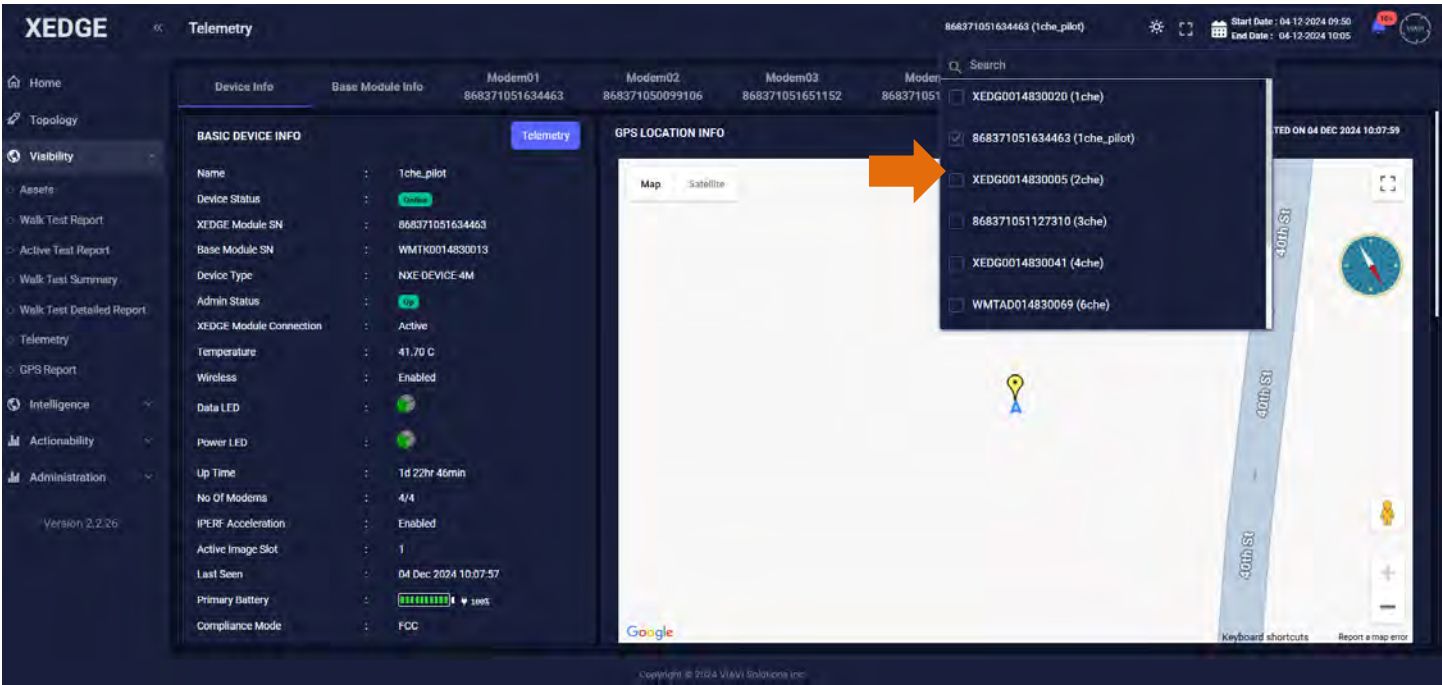 XEDGE
«
Telemetry
868371051634463 (1che_pilot)
Start Date : 04-12-2024 09:50
End Date : 04-12-2024 10:05
10+
VIAVI
Home
Topology
Visibility
Assets
Walk Test Report
Active Test Report
Walk Test Summary
Walk Test Detailed Report
Telemetry
GPS Report
Intelligence
Actionability
Administration
Version 2.2.26
Device Info
Base Module Info
Modem01
868371051634463
Modem02
868371050099106
Modem03
868371051651152
Modem
868371051
Search
XEDG0014830020 (1che)
868371051634463 (1che_pilot)
XEDG0014830005 (2che)
868371051127310 (3che)
XEDG0014830041 (4che)
WMTAD014830069 (6che)
BASIC DEVICE INFO
Telemetry
Name : 1che_pilot
Device Status : Online
XEDGE Module SN : 868371051634463
Base Module SN : WMTK0014830013
Device Type : NXE-DEVICE-4M
Admin Status : Up
XEDGE Module Connection : Active
Temperature : 41.70 C
Wireless : Enabled
Data LED :
Power LED :
Up Time : 1d 22hr 46min
No Of Modems : 4/4
IPERF Acceleration : Enabled
Active Image Slot : 1
Last Seen : 04 Dec 2024 10:07:57
Primary Battery : 100%
Compliance Mode : FCC
GPS LOCATION INFO
TED ON 04 DEC 2024 10:07:59
Map
Satellite
40th St
40th St
40th St
A
Google
Keyboard shortcuts
Report a map error
Copyright © 2024 VIAVI Solutions Inc.